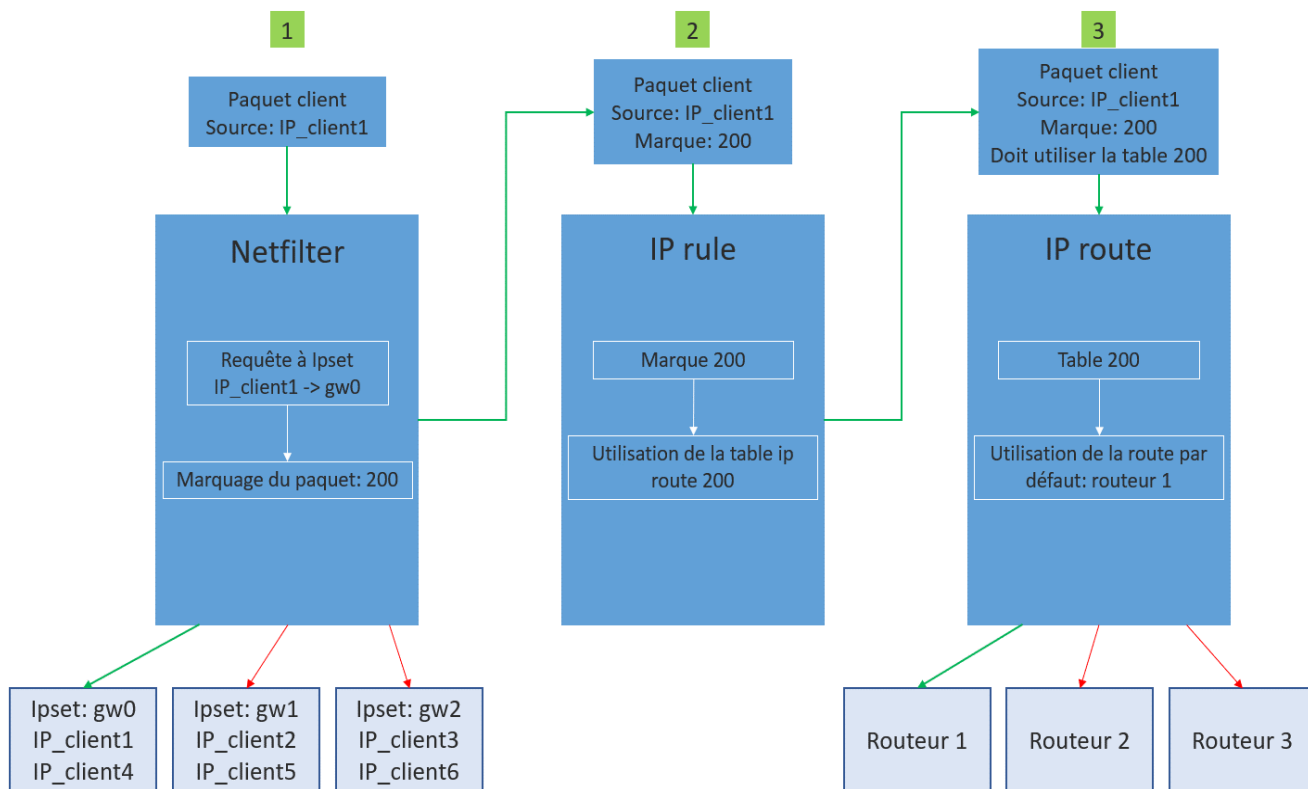 1
Paquet client
Source: IP_client1
Netfilter
Requête à Ipset
IP_client1 -> gw0
Marquage du paquet: 200
Ipset: gw0
IP_client1
IP_client4
Ipset: gw1
IP_client2
IP_client5
Ipset: gw2
IP_client3
IP_client6
2
Paquet client
Source: IP_client1
Marque: 200
IP rule
Marque 200
Utilisation de la table ip
route 200
3
Paquet client
Source: IP_client1
Marque: 200
Doit utiliser la table 200
IP route
Table 200
Utilisation de la route par
défaut: routeur 1
Routeur 1
Routeur 2
Routeur 3